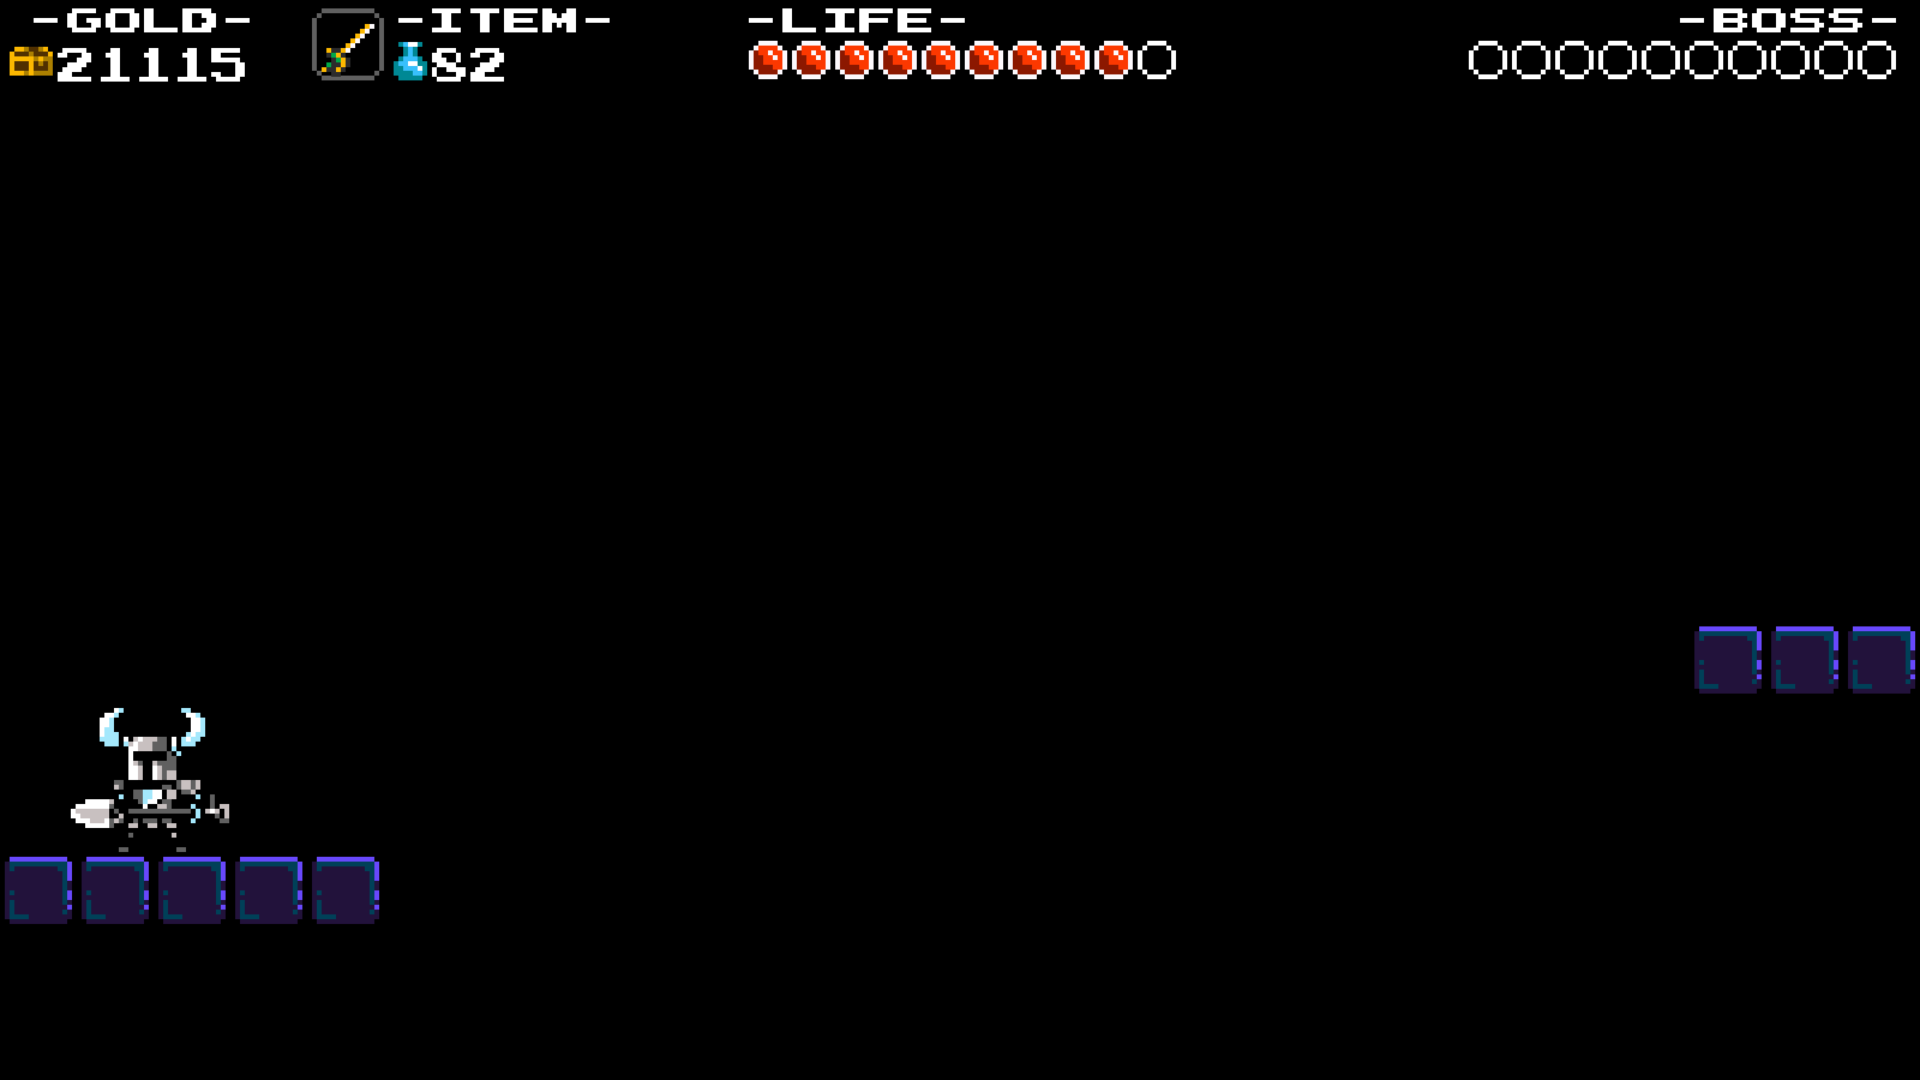 -GOLD- -ITEM- -LIFE- -BOSS-
21115 82